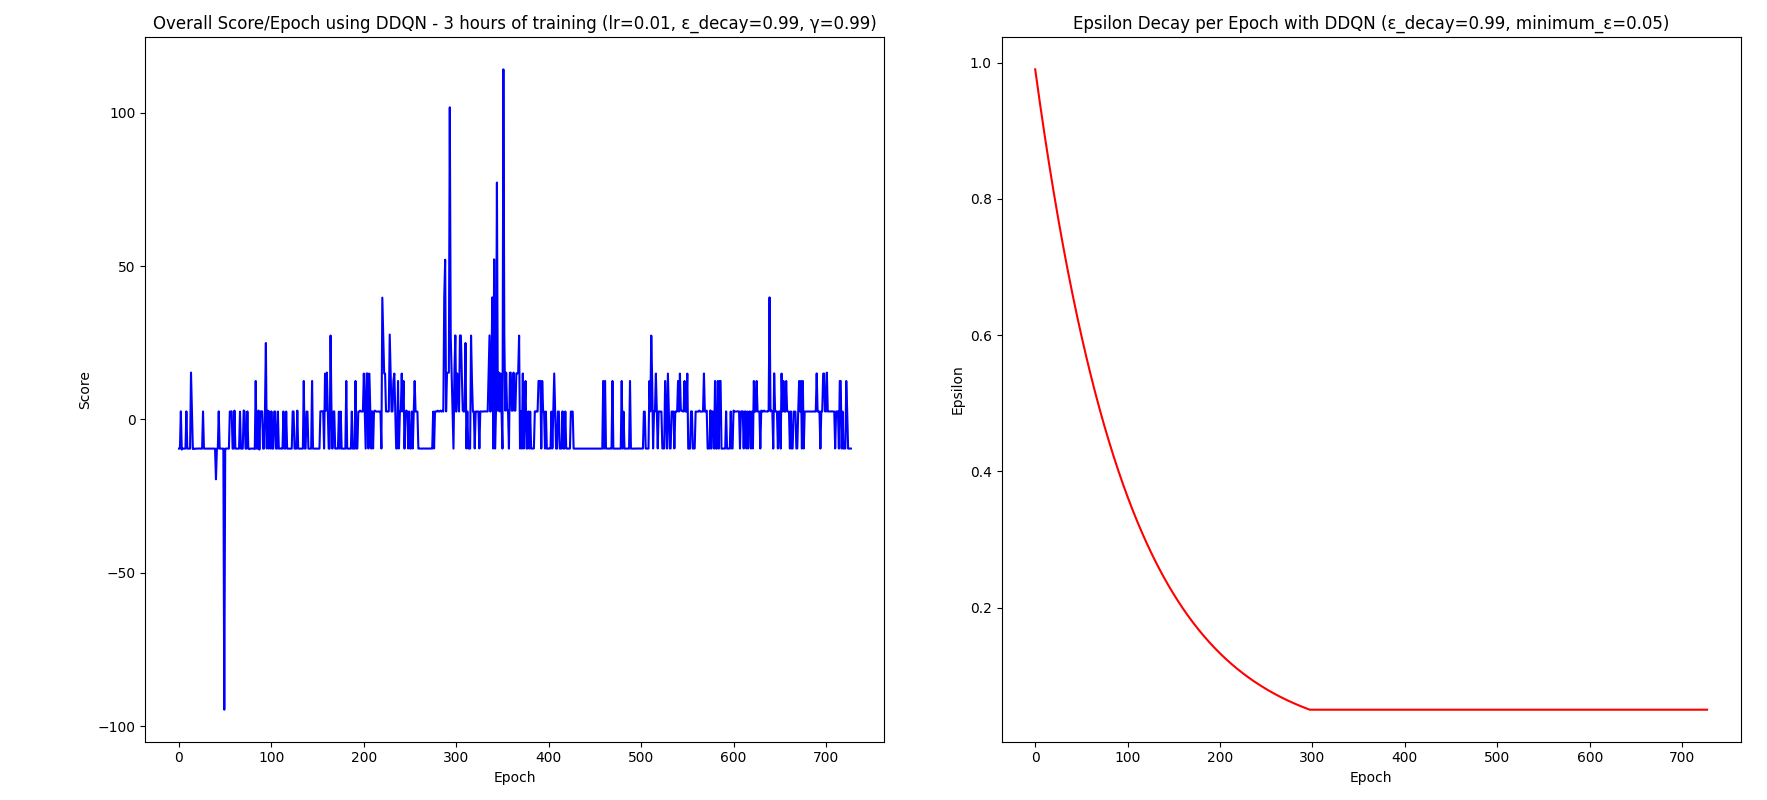 Overall Score/Epoch using DDQN - 3 hours of training (lr=0.01, ε_decay=0.99, γ=0.99)
Score
100
50
0
−50
−100
0 100 200 300 400 500 600 700
Epoch
Epsilon Decay per Epoch with DDQN (ε_decay=0.99, minimum_ε=0.05)
Epsilon
1.0
0.8
0.6
0.4
0.2
0 100 200 300 400 500 600 700
Epoch